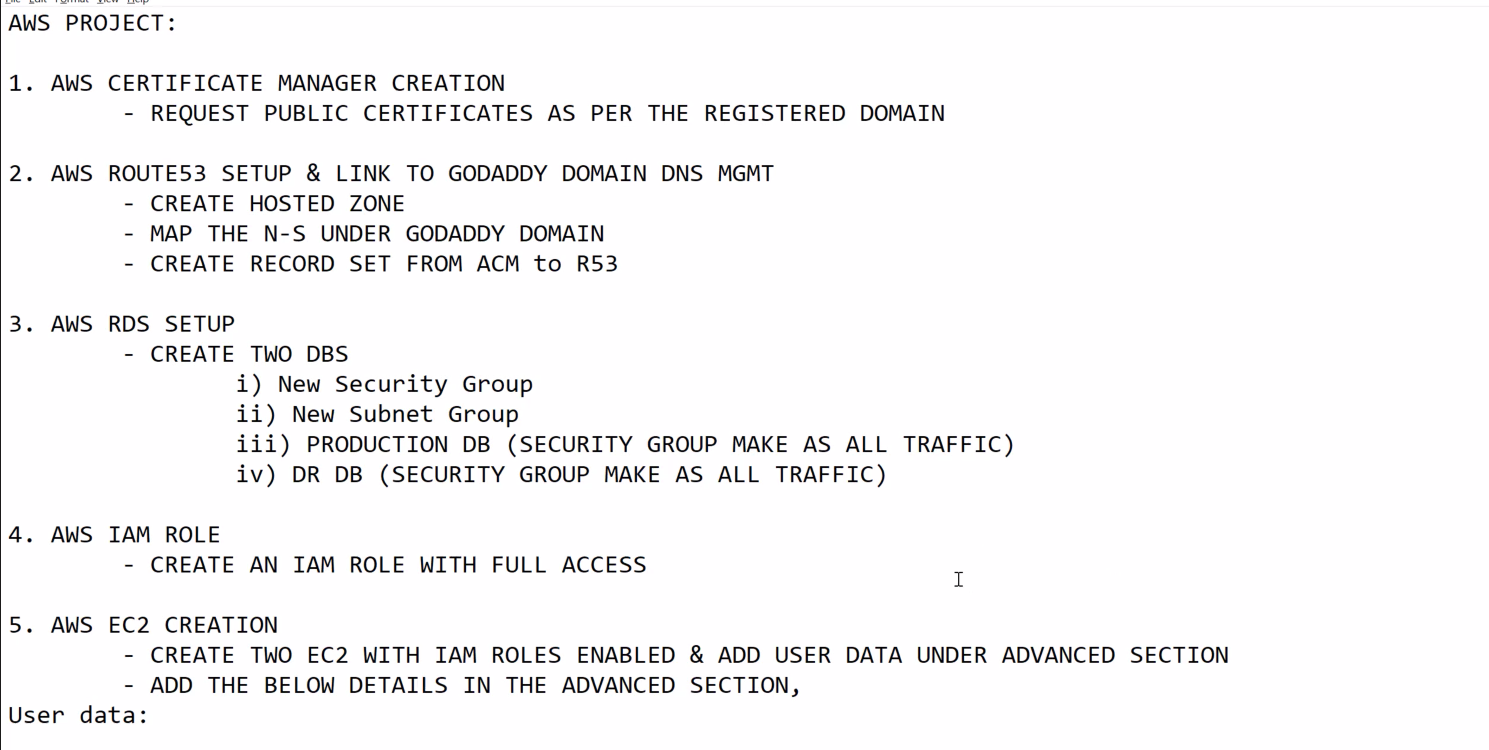 File Edit Format View Help
AWS PROJECT:
1. AWS CERTIFICATE MANAGER CREATION
- REQUEST PUBLIC CERTIFICATES AS PER THE REGISTERED DOMAIN
2. AWS ROUTE53 SETUP & LINK TO GODADDY DOMAIN DNS MGMT
- CREATE HOSTED ZONE
- MAP THE N-S UNDER GODADDY DOMAIN
- CREATE RECORD SET FROM ACM to R53
3. AWS RDS SETUP
- CREATE TWO DBS
i) New Security Group
ii) New Subnet Group
iii) PRODUCTION DB (SECURITY GROUP MAKE AS ALL TRAFFIC)
iv) DR DB (SECURITY GROUP MAKE AS ALL TRAFFIC)
4. AWS IAM ROLE
- CREATE AN IAM ROLE WITH FULL ACCESS
5. AWS EC2 CREATION
- CREATE TWO EC2 WITH IAM ROLES ENABLED & ADD USER DATA UNDER ADVANCED SECTION
- ADD THE BELOW DETAILS IN THE ADVANCED SECTION,
User data: